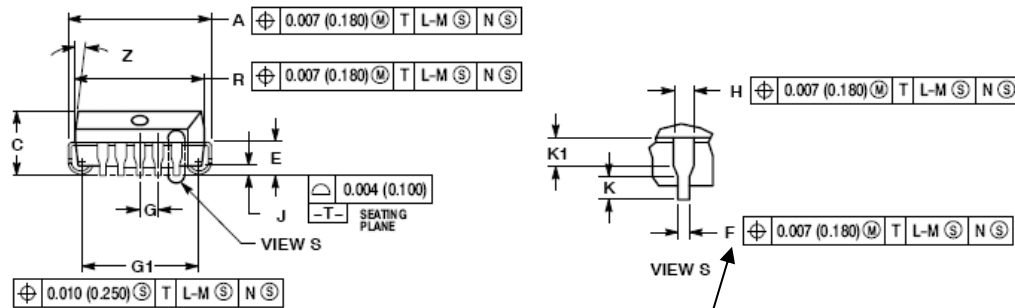 A ⌖ 0.007 (0.180) Ⓜ T L-M Ⓢ N Ⓢ
Z
R ⌖ 0.007 (0.180) Ⓜ T L-M Ⓢ N Ⓢ
C
E
G
J
⌓ 0.004 (0.100)
-T- SEATING
PLANE
VIEW S
G1
⌖ 0.010 (0.250) Ⓢ T L-M Ⓢ N Ⓢ
H ⌖ 0.007 (0.180) Ⓜ T L-M Ⓢ N Ⓢ
K1
K
F ⌖ 0.007 (0.180) Ⓜ T L-M Ⓢ N Ⓢ
VIEW S